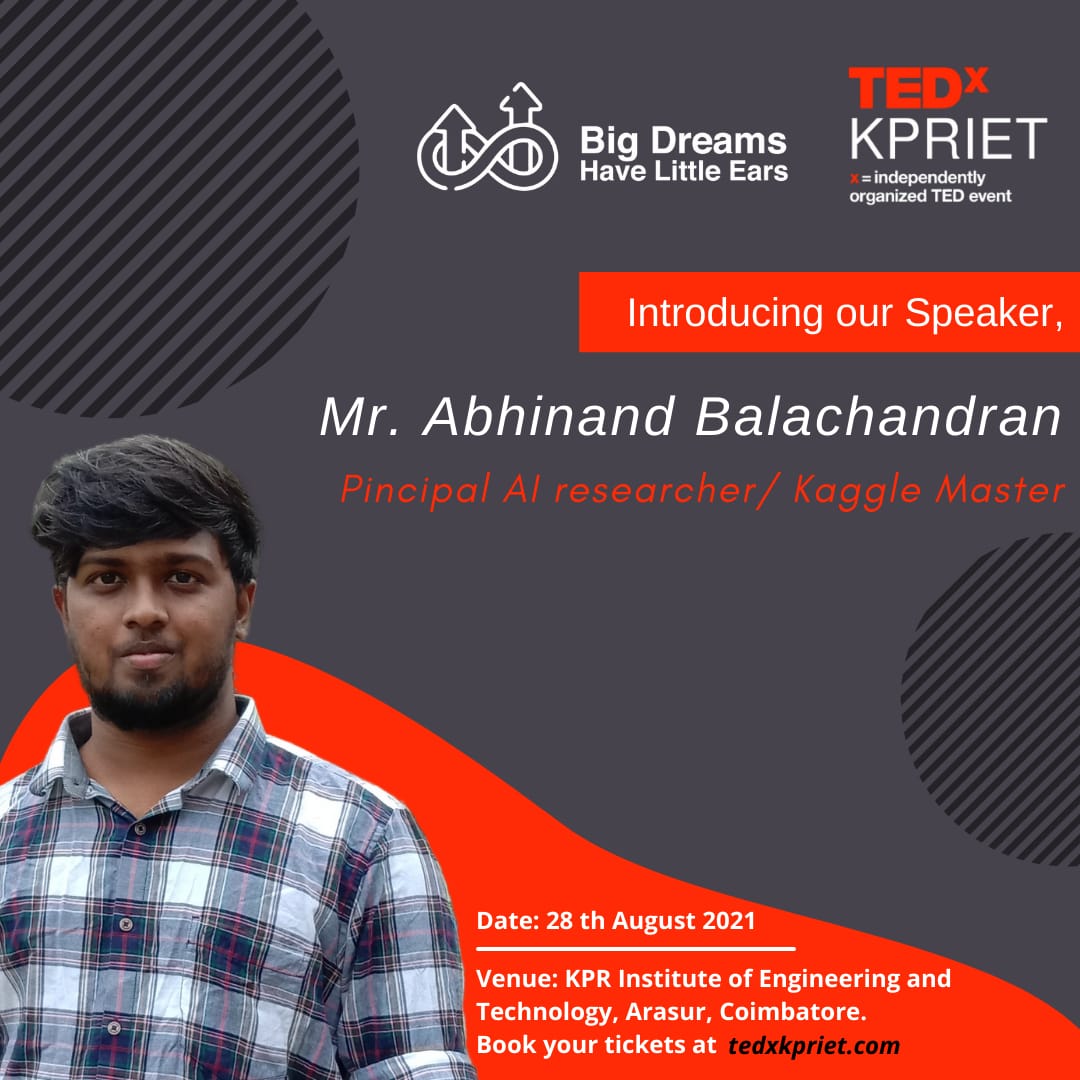 Big Dreams
Have Little Ears
TEDx
KPRIET
x = independently
organized TED event
Introducing our Speaker,
Mr. Abhinand Balachandran
Pincipal AI researcher/ Kaggle Master
Date: 28 th August 2021
Venue: KPR Institute of Engineering and
Technology, Arasur, Coimbatore.
Book your tickets at tedxkpriet.com